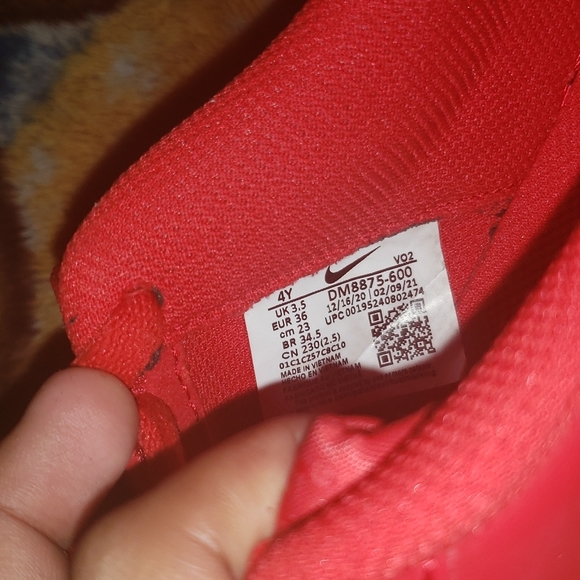 4Y
UK 3.5
EUR 36
cm 23
BR 34.5
CN 230(2.5)
01C1CZ57C8C10
MADE IN VIETNAM
HECHO EN VIETNAM
V02
DM8875-600
12/16/20 02/09/21
UPC 00195240802474